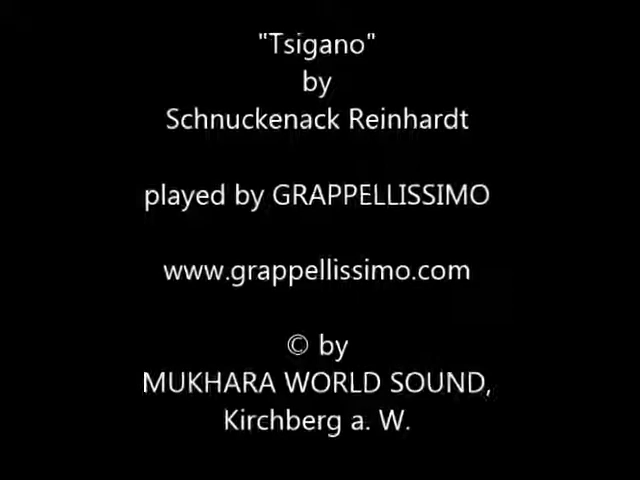 "Tsigano"
by
Schnuckenack Reinhardt
played by GRAPPELLISSIMO
www.grappellissimo.com
© by
MUKHARA WORLD SOUND,
Kirchberg a. W.